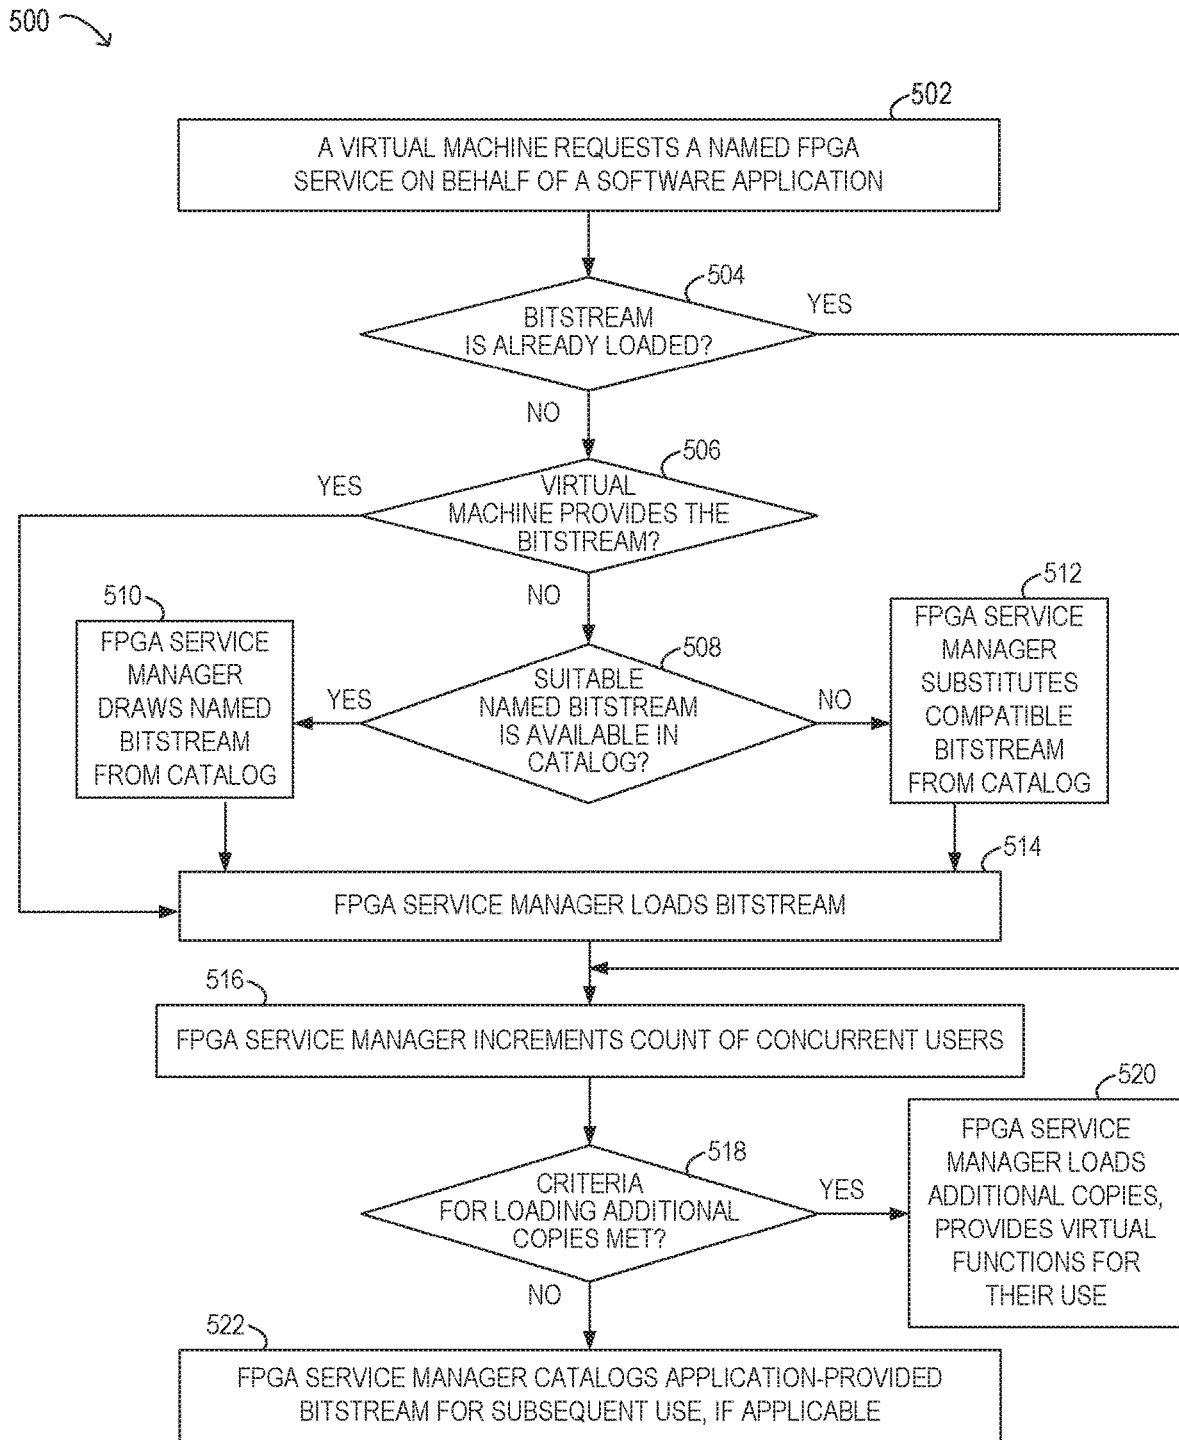 500
502
A VIRTUAL MACHINE REQUESTS A NAMED FPGA
SERVICE ON BEHALF OF A SOFTWARE APPLICATION
504
BITSTREAM
IS ALREADY LOADED?
YES
NO
506
VIRTUAL
MACHINE PROVIDES THE
BITSTREAM?
YES
NO
510
FPGA SERVICE
MANAGER
DRAWS NAMED
BITSTREAM
FROM CATALOG
508
SUITABLE
NAMED BITSTREAM
IS AVAILABLE IN
CATALOG?
YES
NO
512
FPGA SERVICE
MANAGER
SUBSTITUTES
COMPATIBLE
BITSTREAM
FROM CATALOG
514
FPGA SERVICE MANAGER LOADS BITSTREAM
516
FPGA SERVICE MANAGER INCREMENTS COUNT OF CONCURRENT USERS
518
CRITERIA
FOR LOADING ADDITIONAL
COPIES MET?
YES
NO
520
FPGA SERVICE
MANAGER LOADS
ADDITIONAL COPIES,
PROVIDES VIRTUAL
FUNCTIONS FOR
THEIR USE
522
FPGA SERVICE MANAGER CATALOGS APPLICATION-PROVIDED
BITSTREAM FOR SUBSEQUENT USE, IF APPLICABLE